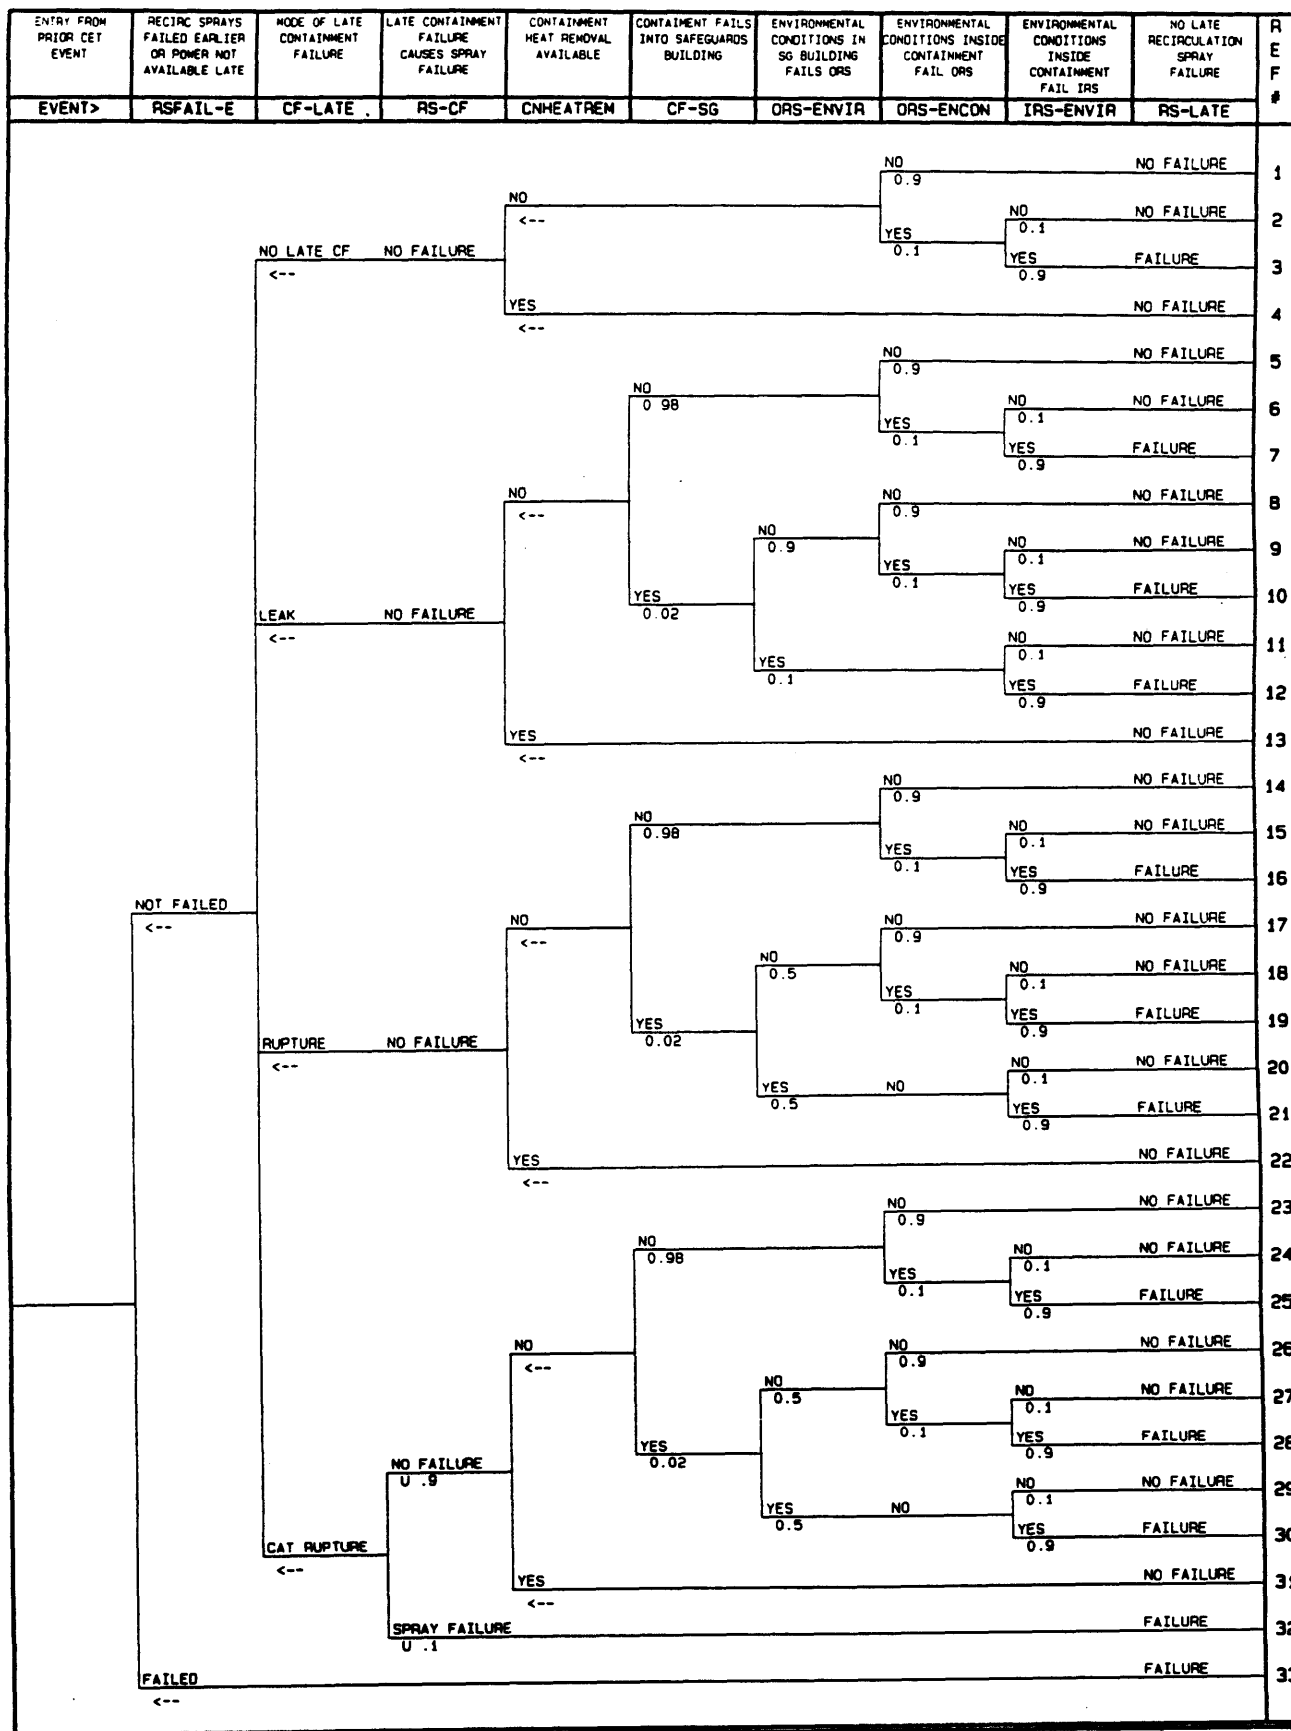 ENTRY FROM
PRIOR CET
EVENT
RECIRC SPRAYS
FAILED EARLIER
OR POWER NOT
AVAILABLE LATE
MODE OF LATE
CONTAINMENT
FAILURE
LATE CONTAINMENT
FAILURE
CAUSES SPRAY
FAILURE
CONTAINMENT
HEAT REMOVAL
AVAILABLE
CONTAIMENT FAILS
INTO SAFEGUARDS
BUILDING
ENVIRONMENTAL
CONDITIONS IN
SG BUILDING
FAILS ORS
ENVIRONMENTAL
CONDITIONS INSIDE
CONTAINMENT
FAIL ORS
ENVIRONMENTAL
CONDITIONS
INSIDE
CONTAINMENT
FAIL IRS
NO LATE
RECIRCULATION
SPRAY
FAILURE
R
E
F
#
EVENT> RSFAIL-E CF-LATE . RS-CF CNHEATREM CF-SG ORS-ENVIR ORS-ENCON IRS-ENVIR RS-LATE
NO NO FAILURE 1
0.9
NO
<--
NO NO FAILURE 2
0.1
YES
0.1
NO LATE CF NO FAILURE
<--
YES FAILURE 3
0.9
YES NO FAILURE 4
<--
NO NO FAILURE 5
0.9
NO
0 98
NO NO FAILURE 6
0.1
YES
0.1
YES FAILURE 7
0.9
NO
<--
NO NO FAILURE 8
0.9
NO
0.9
NO NO FAILURE 9
0.1
YES
0.1
YES FAILURE 10
0.9
YES
0.02
LEAK NO FAILURE
<--
NO NO FAILURE 11
0.1
YES
0.1
YES FAILURE 12
0.9
YES NO FAILURE 13
<--
NO NO FAILURE 14
0.9
NO
0.98
NO NO FAILURE 15
0.1
YES
0.1
YES FAILURE 16
0.9
NOT FAILED
<--
NO
<--
NO NO FAILURE 17
0.9
NO
0.5
NO NO FAILURE 18
0.1
YES
0.1
YES FAILURE 19
0.9
YES
0.02
RUPTURE NO FAILURE
<--
NO NO FAILURE 20
0.1
YES NO
0.5
YES FAILURE 21
0.9
YES NO FAILURE 22
<--
NO NO FAILURE 23
0.9
NO
0.98
NO NO FAILURE 24
0.1
YES
0.1
YES FAILURE 25
0.9
NO
<--
NO NO FAILURE 26
0.9
NO
0.5
NO NO FAILURE 27
0.1
YES
0.1
YES FAILURE 28
0.9
YES
0.02
NO FAILURE
U .9
NO NO FAILURE 29
0.1
YES NO
0.5
YES FAILURE 30
0.9
CAT RUPTURE
<--
YES NO FAILURE 31
<--
SPRAY FAILURE FAILURE 32
U .1
FAILED FAILURE
<--